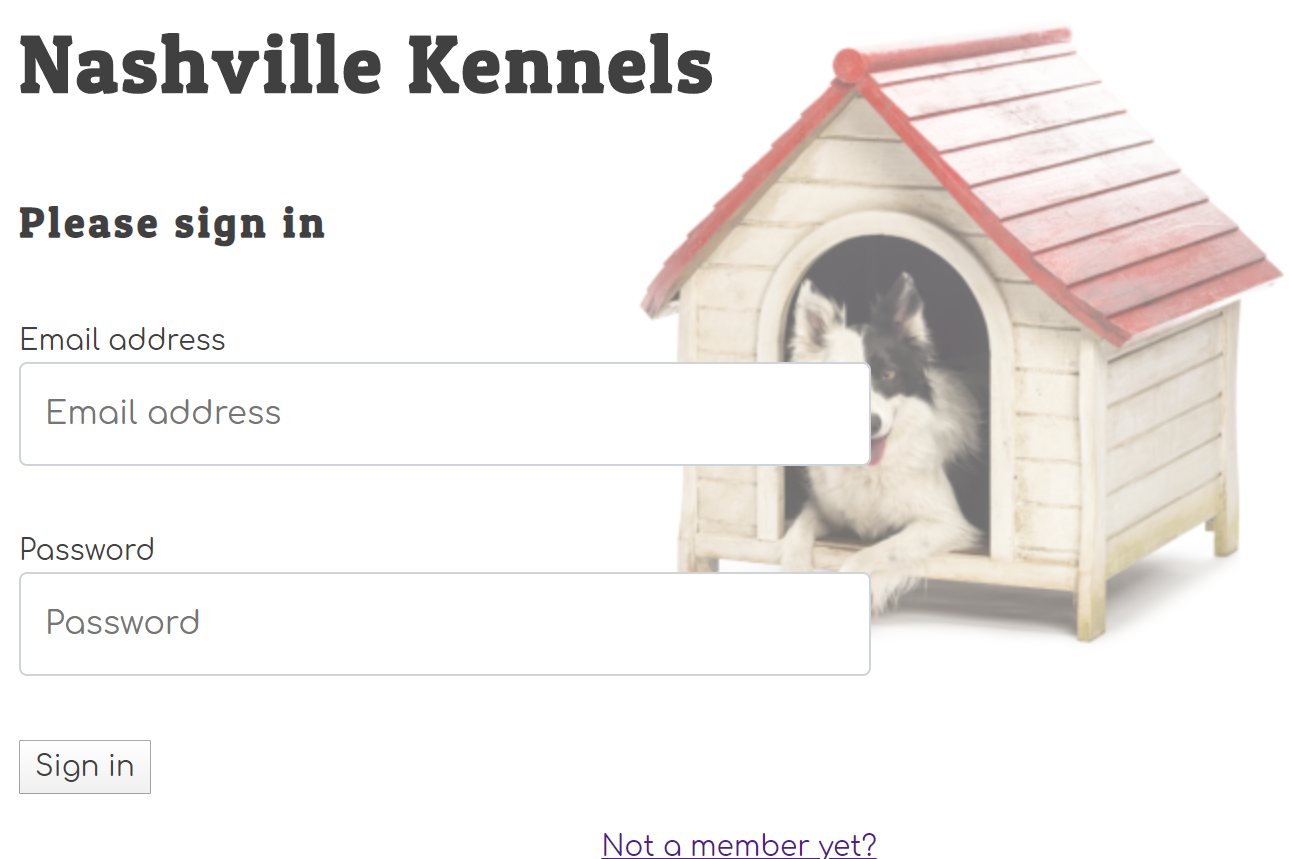 Nashville Kennels
Please sign in
Email address
Email address
Password
Password
Sign in
Not a member yet?